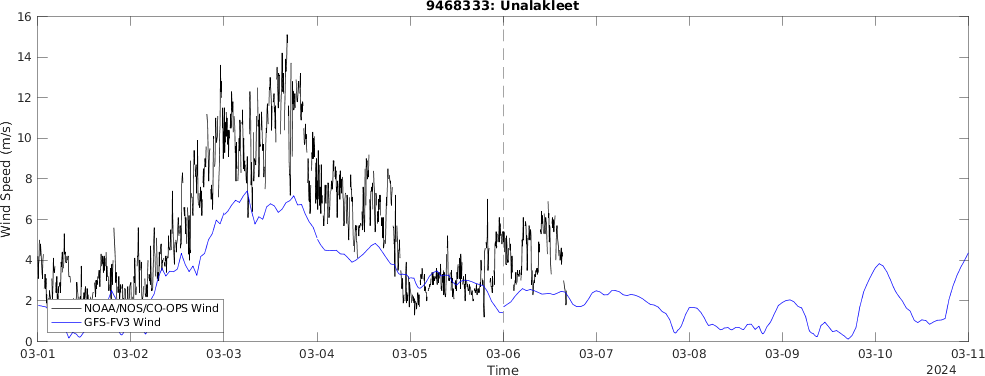 9468333: Unalakleet
16
14
12
10
8
6
4
2
0
Wind Speed (m/s)
NOAA/NOS/CO-OPS Wind
GFS-FV3 Wind
03-01 03-02 03-03 03-04 03-05 03-06 03-07 03-08 03-09 03-10 03-11
Time
2024